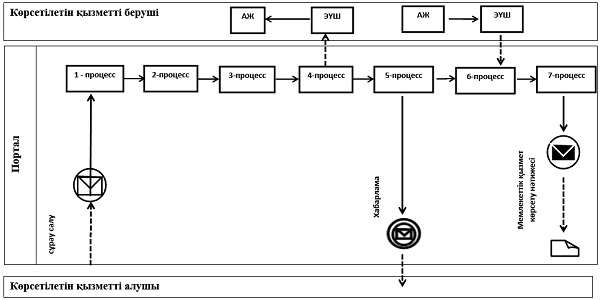 Көрсетілетін қызметті беруші
АЖ
ЭҮШ
АЖ
ЭҮШ
Портал
1 - процесс
2-процесс
3-процесс
4-процесс
5-процесс
6-процесс
7-процесс
сұрау салу
Хабарлама
Мемлекеттік қызмет
көрсету нәтижесі
Көрсетілетін қызметті алушы